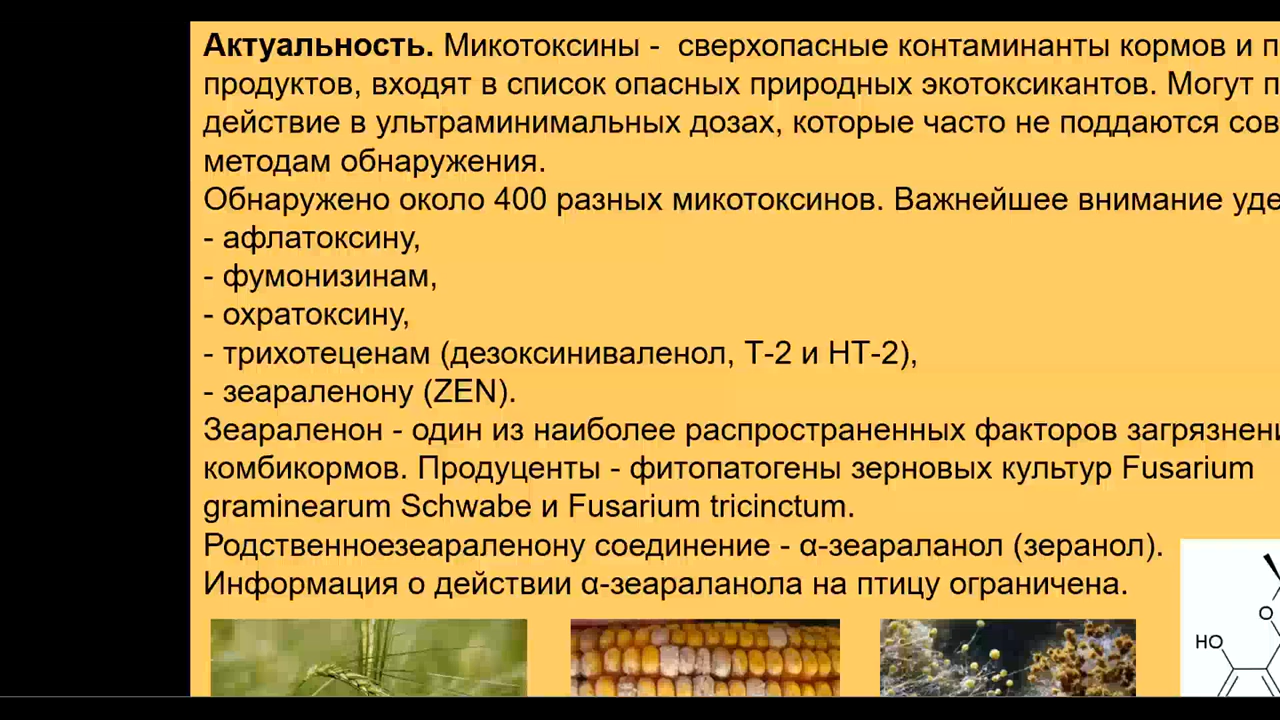 Актуальность. Микотоксины - сверхопасные контаминанты кормов и
продуктов, входят в список опасных природных экотоксикантов. Могут
действие в ультраминимальных дозах, которые часто не поддаются
методам обнаружения.
Обнаружено около 400 разных микотоксинов. Важнейшее внимание
- афлатоксину,
- фумонизинам,
- охратоксину,
- трихотеценам (дезоксиниваленол, Т-2 и НТ-2),
- зеараленону (ZEN).
Зеараленон - один из наиболее распространенных факторов
комбикормов. Продуценты - фитопатогены зерновых культур Fusarium
graminearum Schwabe и Fusarium tricinctum.
Родственноезеараленону соединение - α-зеараланол (зеранол).
Информация о действии α-зеараланола на птицу ограничена.
O
HO